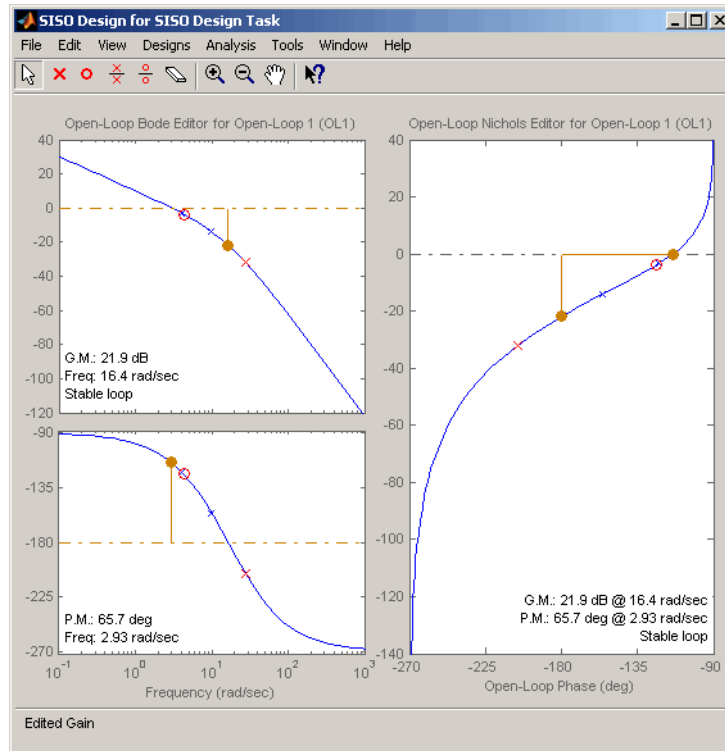 SISO Design for SISO Design Task
File Edit View Designs Analysis Tools Window Help
Open-Loop Bode Editor for Open-Loop 1 (OL1)
40
20
0
-20
-40
-60
-80
-100
-120
G.M.: 21.9 dB
Freq: 16.4 rad/sec
Stable loop
-90
-135
-180
-225
-270
P.M.: 65.7 deg
Freq: 2.93 rad/sec
10^-1 10^0 10^1 10^2 10^3
Frequency (rad/sec)
Open-Loop Nichols Editor for Open-Loop 1 (OL1)
40
20
0
-20
-40
-60
-80
-100
-120
-140
G.M.: 21.9 dB @ 16.4 rad/sec
P.M.: 65.7 deg @ 2.93 rad/sec
Stable loop
-270 -225 -180 -135 -90
Open-Loop Phase (deg)
Edited Gain